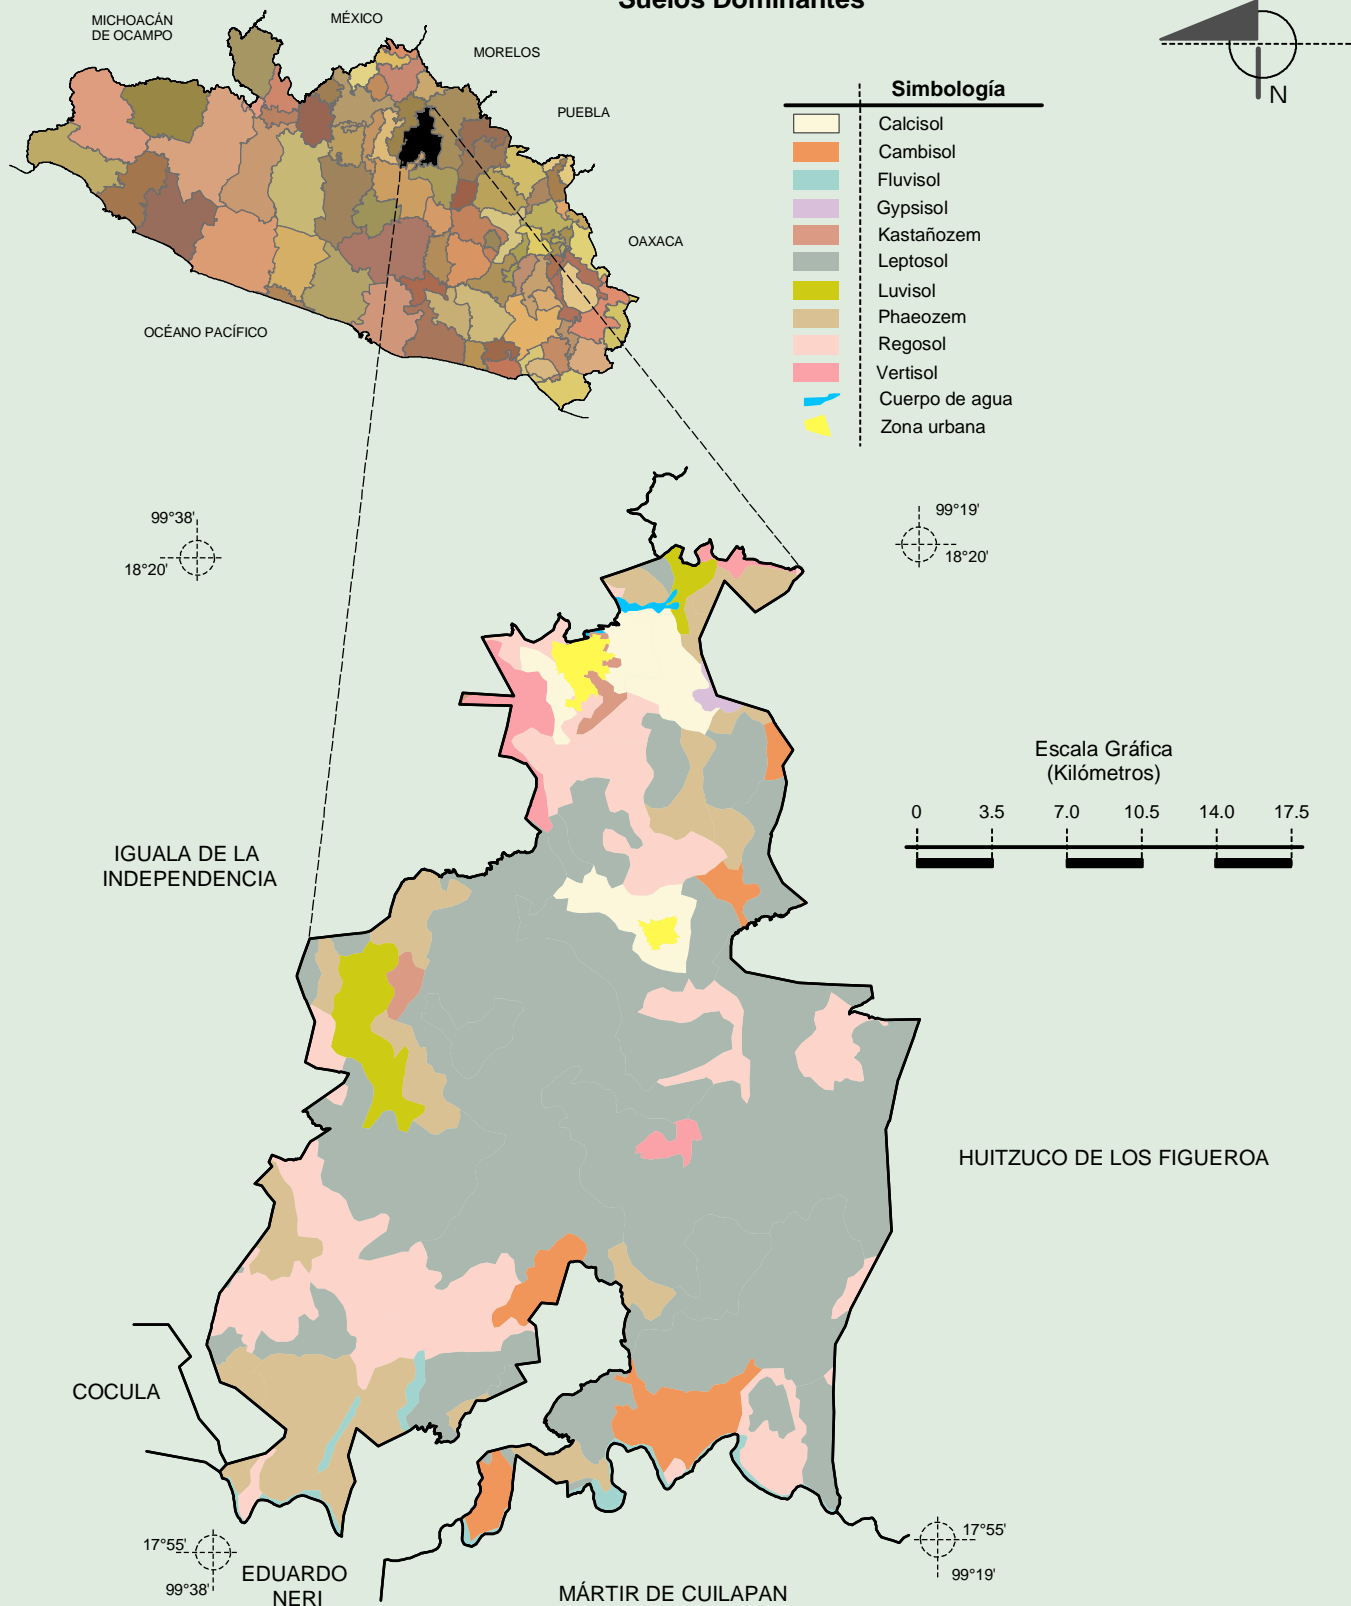 Suelos Dominantes
MICHOACÁN
DE OCAMPO
MÉXICO
MORELOS
PUEBLA
OAXACA
OCÉANO PACÍFICO
N
Simbología
Calcisol
Cambisol
Fluvisol
Gypsisol
Kastañozem
Leptosol
Luvisol
Phaeozem
Regosol
Vertisol
Cuerpo de agua
Zona urbana
99°38'
18°20'
99°19'
18°20'
Escala Gráfica
(Kilómetros)
0 3.5 7.0 10.5 14.0 17.5
IGUALA DE LA
INDEPENDENCIA
HUITZUCO DE LOS FIGUEROA
COCULA
17°55'
99°38'
EDUARDO
NERI
MÁRTIR DE CUILAPAN
17°55'
99°19'